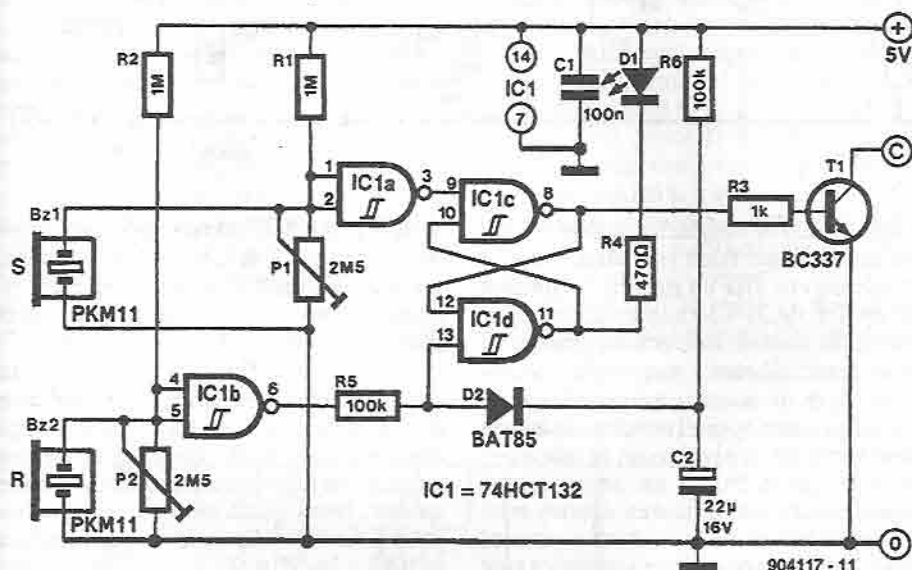 +
5V
R2
1M
R1
1M
14
IC1
7
C1
100n
D1
R6
100k
C
T1
BC337
R3
1k
1
2
IC1a
3
9
10
IC1c
8
R4
470Ω
Bz1
S
PKM11
P1
2M5
12
13
IC1d
11
4
5
IC1b
6
R5
100k
D2
BAT85
Bz2
R
PKM11
P2
2M5
IC1 = 74HCT132
C2
22µ
16V
0
904117 - 11